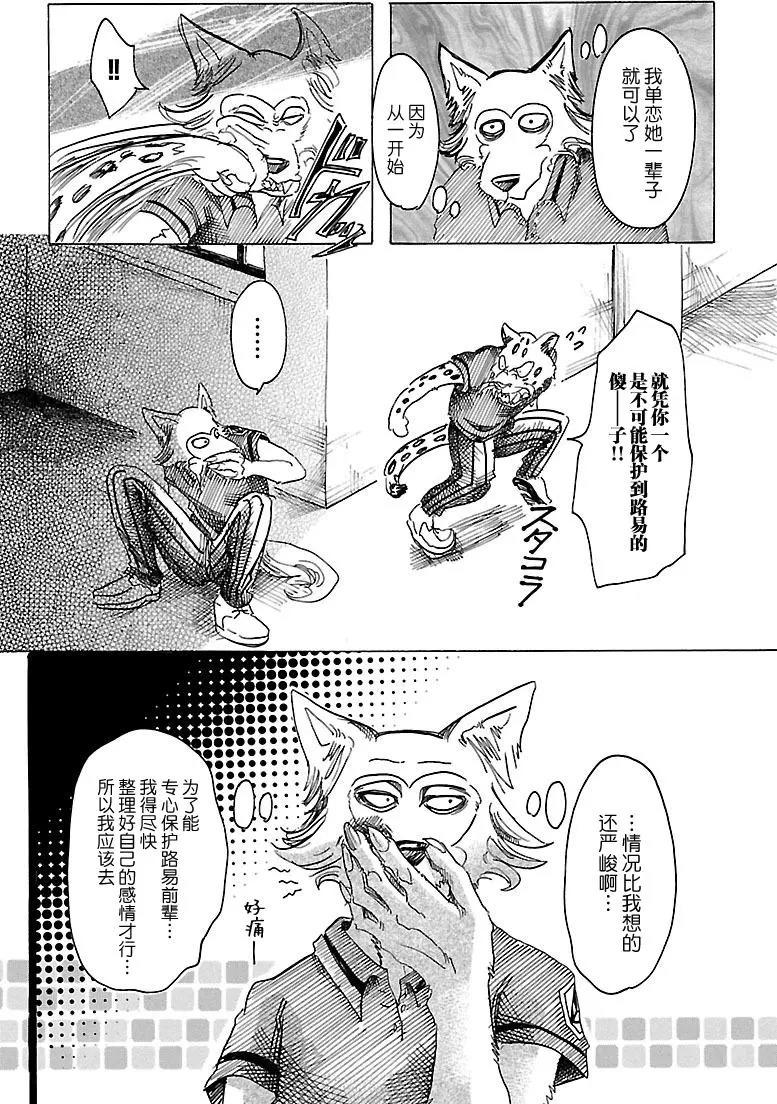 我单恋她一辈子
就可以了
因为
从一开始
!!
ドカッ
就凭你一个
是不可能保护到路易的
傻——子!!
スタコラ
…
…情况比我想的
还严峻啊…
好痛—
为了能
专心保护路易前辈…
我得尽快
整理好自己的感情才行…
所以我应该去